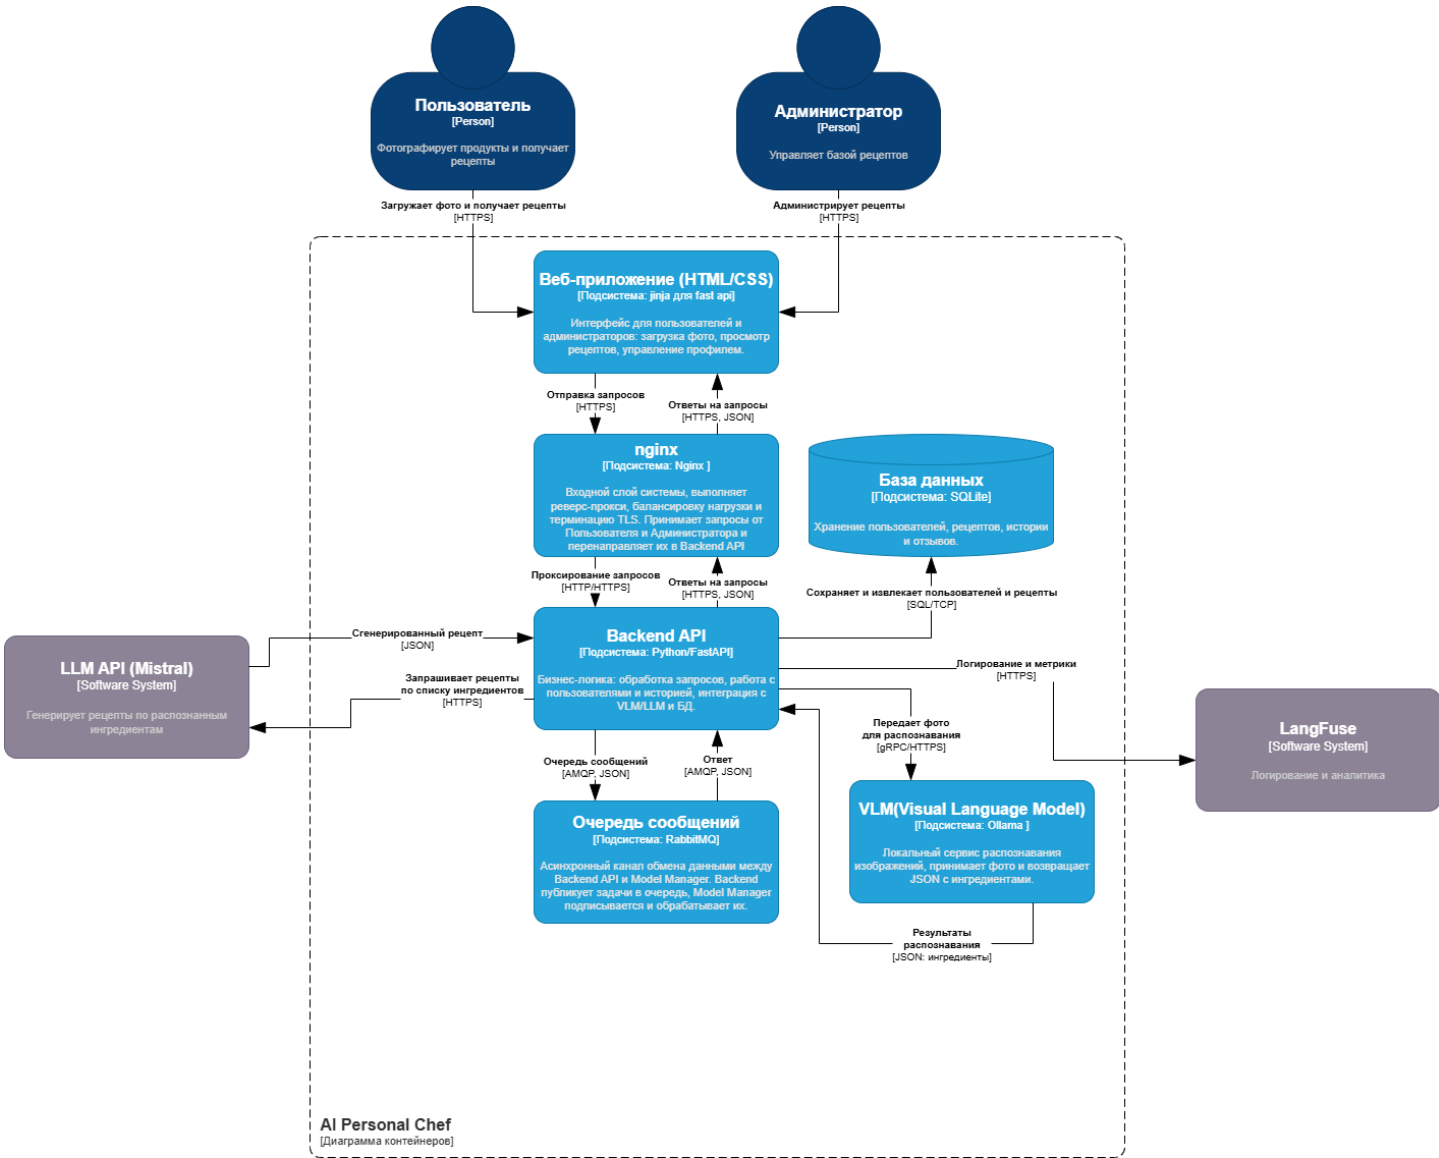 Пользователь
[Person]
Фотографирует продукты и получает
рецепты
Администратор
[Person]
Управляет базой рецептов
Загружает фото и получает рецепты
[HTTPS]
Администрирует рецепты
[HTTPS]
Веб-приложение (HTML/CSS)
[Подсистема: jinja для fast api]
Интерфейс для пользователей и
администраторов: загрузка фото, просмотр
рецептов, управление профилем.
Отправка запросов
[HTTPS]
Ответы на запросы
[HTTPS, JSON]
nginx
[Подсистема: Nginx ]
Входной слой системы, выполняет
реверс-прокси, балансировку нагрузки и
терминацию TLS. Принимает запросы от
Пользователя и Администратора и
перенаправляет их в Backend API
База данных
[Подсистема: SQLite]
Хранение пользователей, рецептов, истории
и отзывов.
Проксирование запросов
[HTTP/HTTPS]
Ответы на запросы
[HTTPS, JSON]
Сохраняет и извлекает пользователей и рецепты
[SQL/TCP]
Сгенерированный рецепт
[JSON]
Backend API
[Подсистема: Python/FastAPI]
Бизнес-логика: обработка запросов, работа с
пользователями и историей, интеграция с
VLM/LLM и БД.
LLM API (Mistral)
[Software System]
Генерирует рецепты по распознанным
ингредиентам
Запрашивает рецепты
по списку ингредиентов
[HTTPS]
Логирование и метрики
[HTTPS]
Передает фото
для распознавания
[gRPC/HTTPS]
LangFuse
[Software System]
Логирование и аналитика
Очередь сообщений
[AMQP, JSON]
Ответ
[AMQP, JSON]
Очередь сообщений
[Подсистема: RabbitMQ]
Асинхронный канал обмена данными между
Backend API и Model Manager. Backend
публикует задачи в очередь, Model Manager
подписывается и обрабатывает их.
VLM(Visual Language Model)
[Подсистема: Ollama ]
Локальный сервис распознавания
изображений, принимает фото и возвращает
JSON с ингредиентами.
Результаты
распознавания
[JSON: ингредиенты]
AI Personal Chef
[Диаграмма контейнеров]